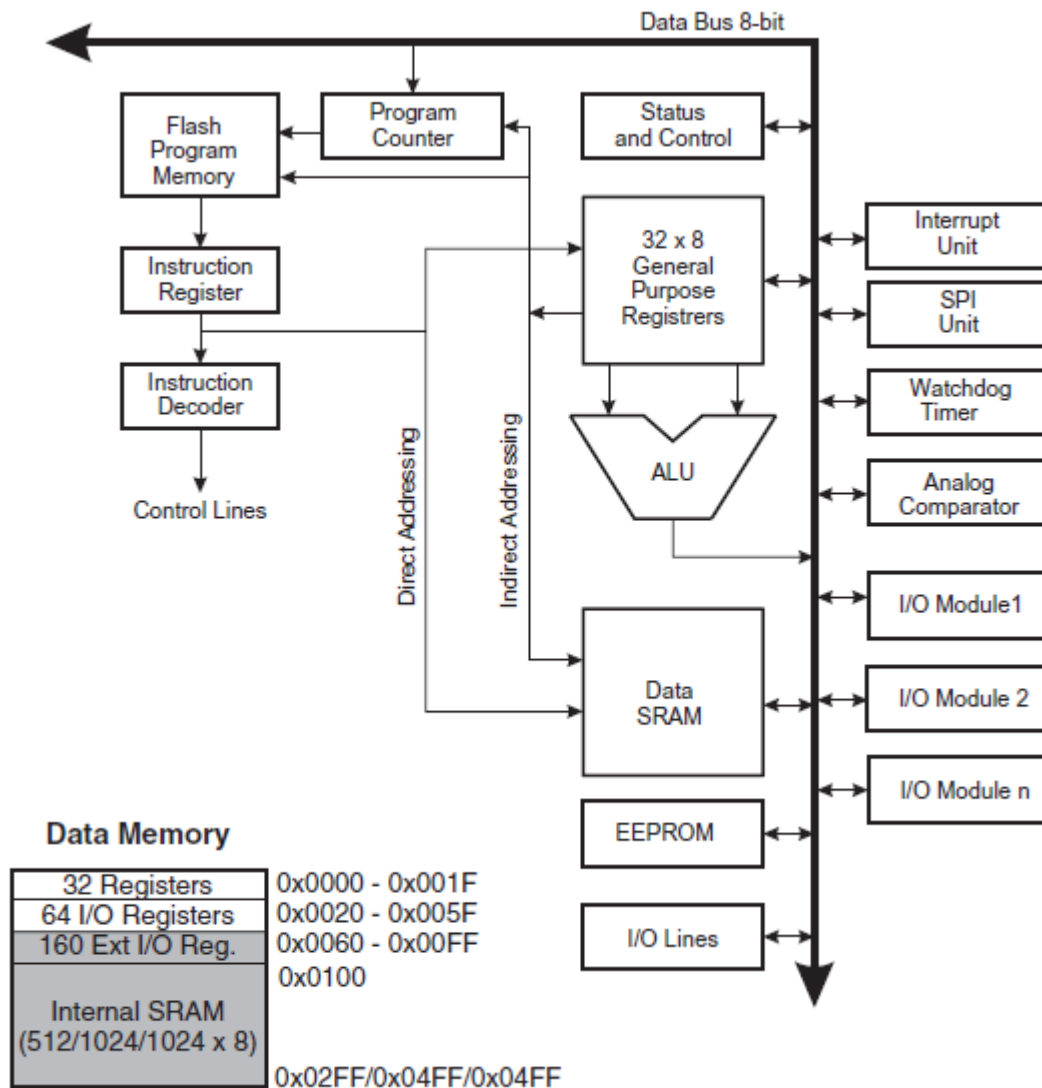 Data Bus 8-bit
Flash
Program
Memory
Program
Counter
Status
and Control
Instruction
Register
32 x 8
General
Purpose
Registrers
Interrupt
Unit
SPI
Unit
Instruction
Decoder
Watchdog
Timer
Direct Addressing
Indirect Addressing
ALU
Analog
Comparator
Control Lines
I/O Module1
Data
SRAM
I/O Module 2
I/O Module n
EEPROM
I/O Lines
Data Memory
32 Registers 0x0000 - 0x001F
64 I/O Registers 0x0020 - 0x005F
160 Ext I/O Reg. 0x0060 - 0x00FF
0x0100
Internal SRAM
(512/1024/1024 x 8)
0x02FF/0x04FF/0x04FF